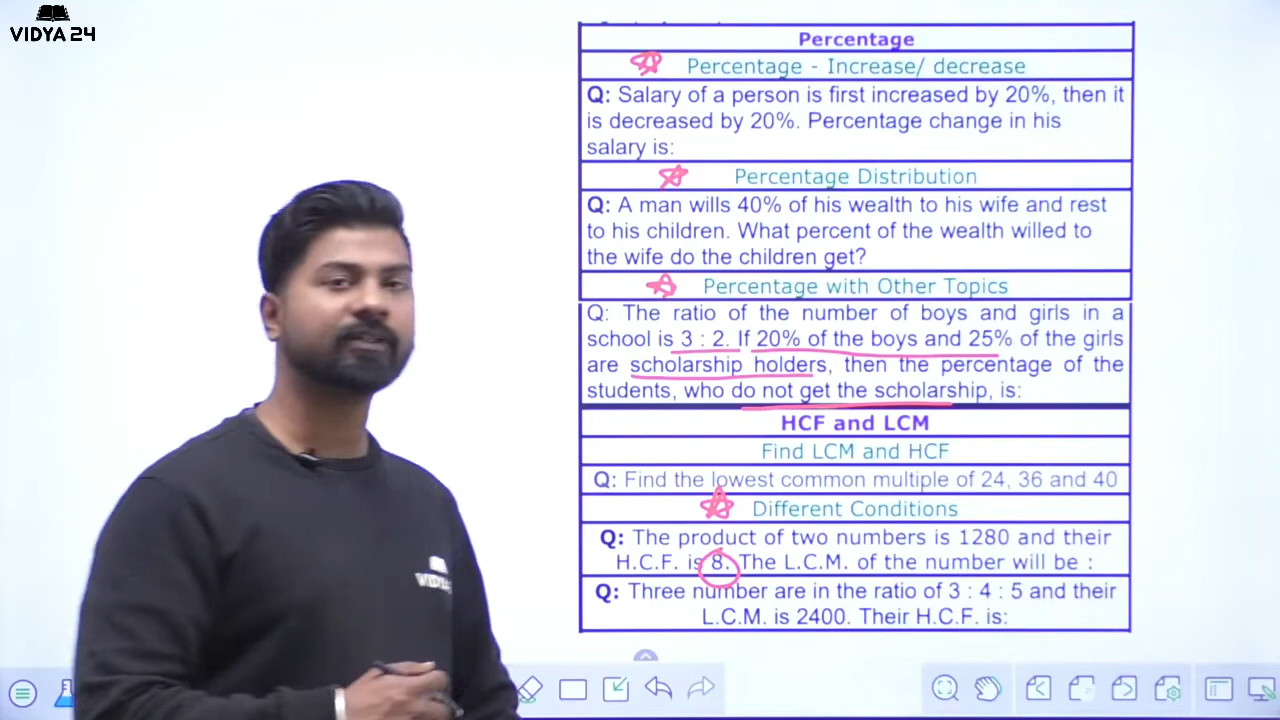 VIDYA 24
Percentage
Percentage - Increase/ decrease
Q: Salary of a person is first increased by 20%, then it
is decreased by 20%. Percentage change in his
salary is:
Percentage Distribution
Q: A man wills 40% of his wealth to his wife and rest
to his children. What percent of the wealth willed to
the wife do the children get?
Percentage with Other Topics
Q: The ratio of the number of boys and girls in a
school is 3 : 2. If 20% of the boys and 25% of the girls
are scholarship holders, then the percentage of the
students, who do not get the scholarship, is:
HCF and LCM
Find LCM and HCF
Q: Find the lowest common multiple of 24, 36 and 40
Different Conditions
Q: The product of two numbers is 1280 and their
H.C.F. is 8. The L.C.M. of the number will be :
Q: Three number are in the ratio of 3 : 4 : 5 and their
L.C.M. is 2400. Their H.C.F. is: